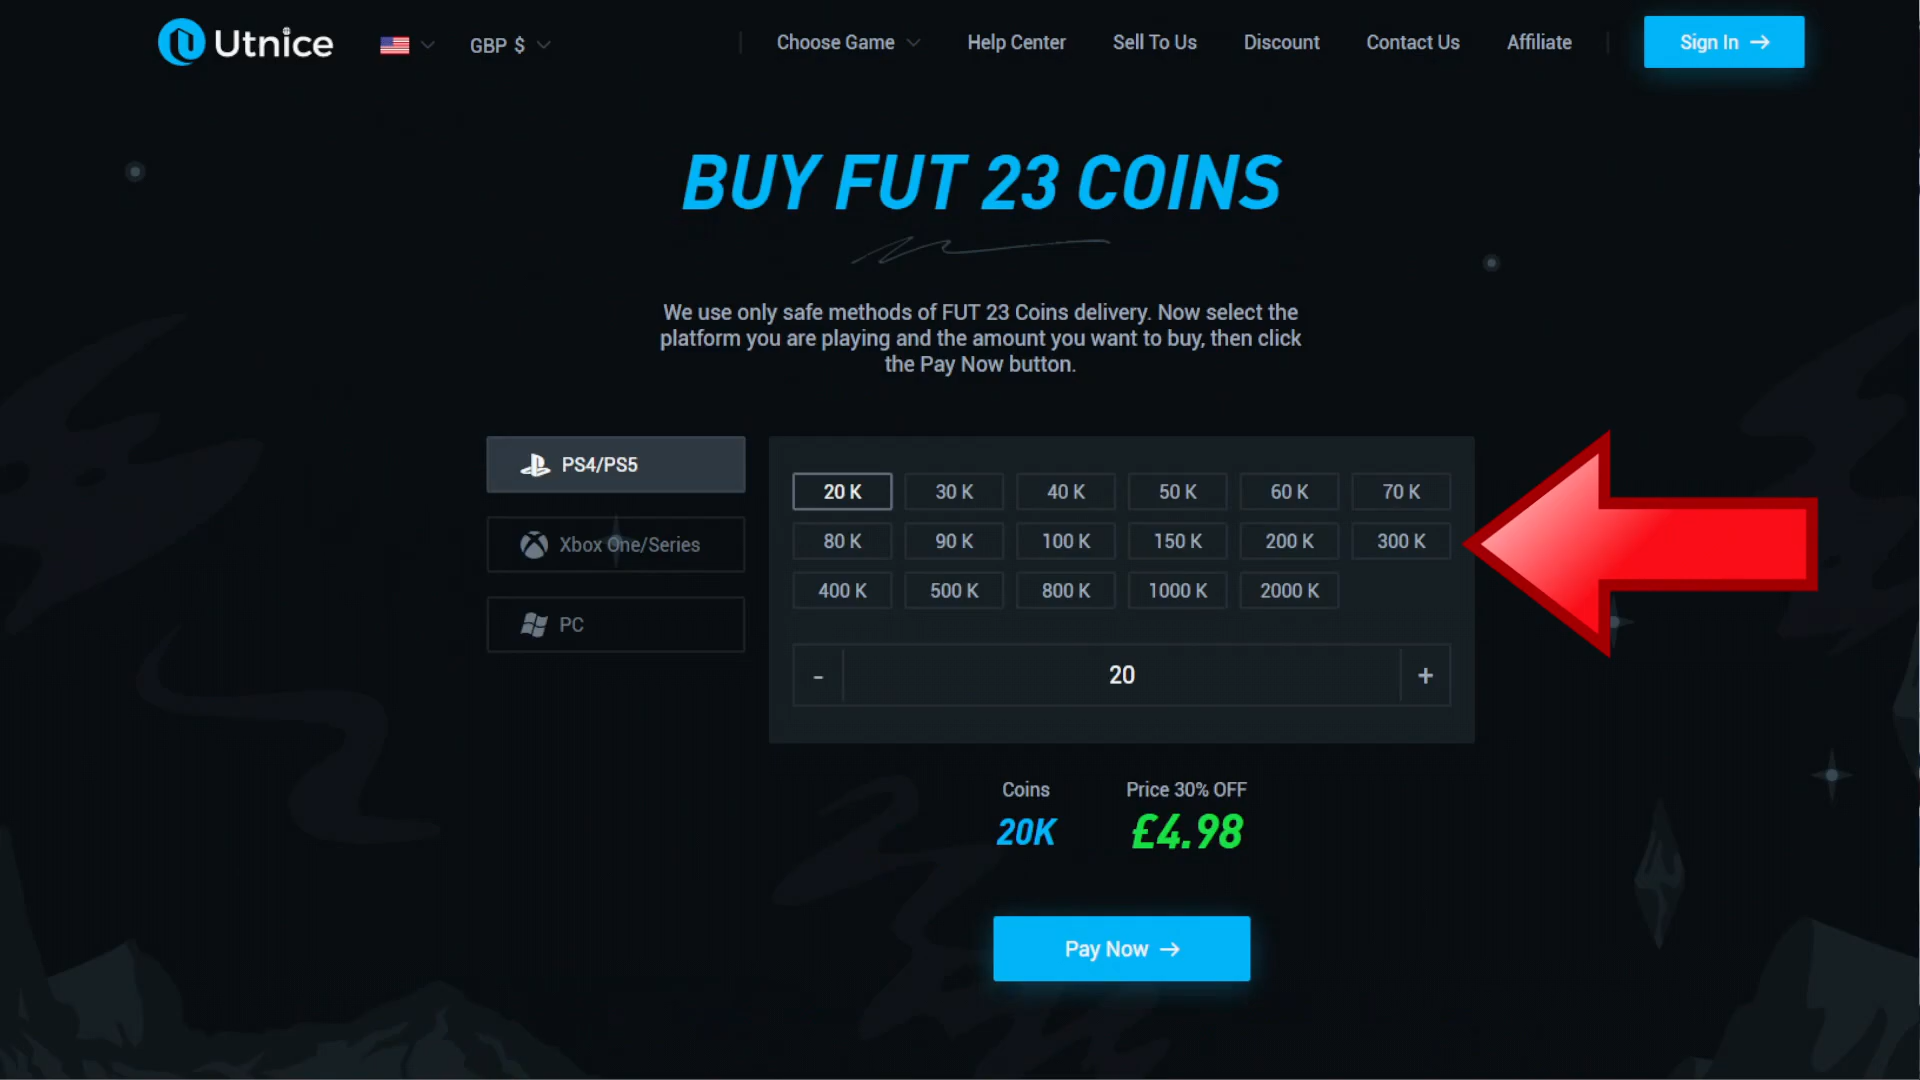 Utnice
GBP $
Choose Game
Help Center
Sell To Us
Discount
Contact Us
Affiliate
Sign In →
BUY FUT 23 COINS
We use only safe methods of FUT 23 Coins delivery. Now select the
platform you are playing and the amount you want to buy, then click
the Pay Now button.
PS4/PS5
Xbox One/Series
PC
20 K 30 K 40 K 50 K 60 K 70 K
80 K 90 K 100 K 150 K 200 K 300 K
400 K 500 K 800 K 1000 K 2000 K
- 20 +
Coins
20K
Price 30% OFF
£4.98
Pay Now →